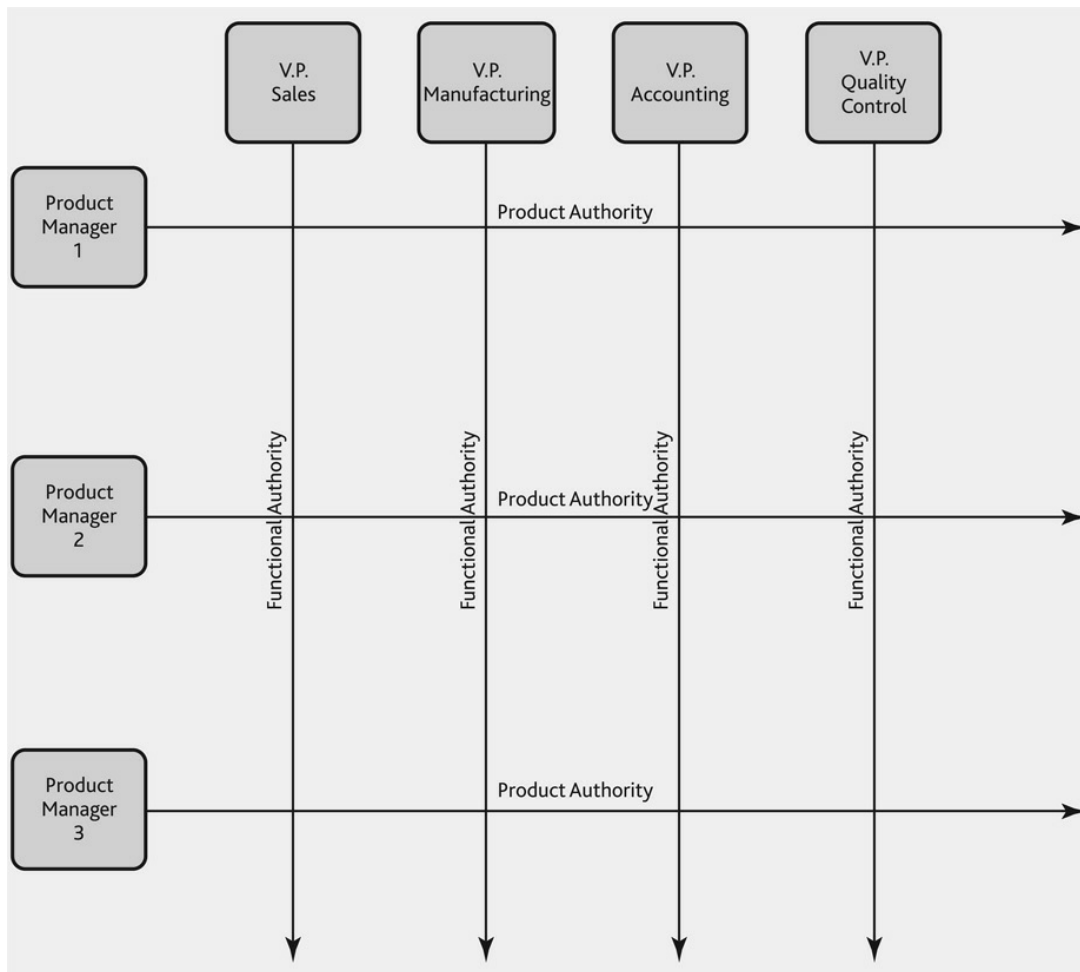 V.P.
Sales
V.P.
Manufacturing
V.P.
Accounting
V.P.
Quality
Control
Product
Manager
1
Product Authority
Product
Manager
2
Product Authority
Functional Authority
Functional Authority
Functional Authority
Functional Authority
Product
Manager
3
Product Authority